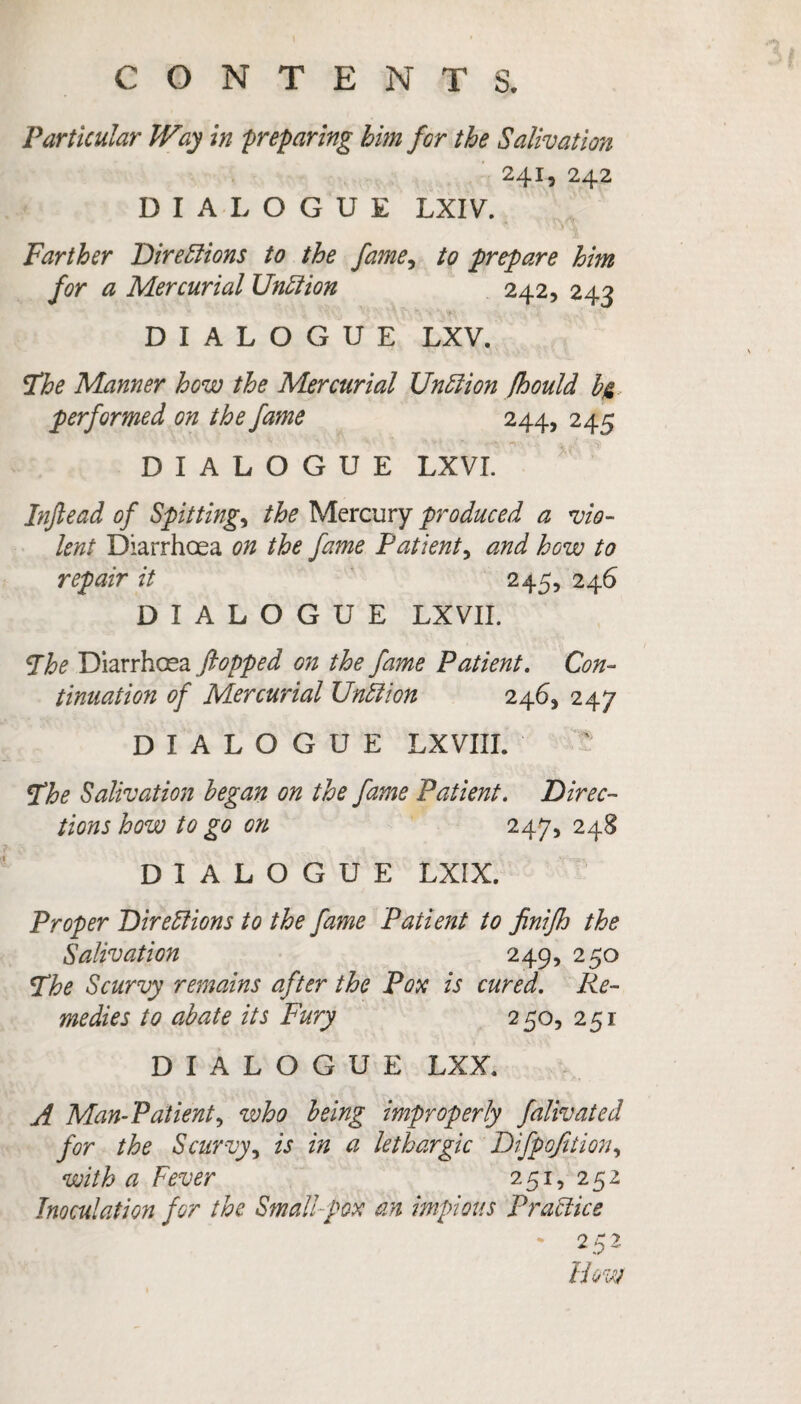 CONTENTS.
Particular Way in preparing him for the Salivation
241, 242
DIALOGUE LXIV.
Farther Directions to the ſame, to prepare him
for a Mercurial Unction 242, 243
DIALOGUE LXV.
The Manner how the Mercurial Unction ſhould be
performed on the ſame 244, 245
DIALOGUE LXVI.
Inſtead of Spitting, the Mercury produced a vio-
lent Diarrhœa on the ſame Patient, and how to
repair it 245, 246
DIALOGUE LXVII.
The Diarrhœa ſtopped on the ſame Patient. Con-
tinuation of Mercurial Unction 246, 247
DIALOGUE LXVIII.
The Salivation began on the ſame Patient. Direc-
tions how to go on 247, 248
DIALOGUE LXIX.
Proper Directions to the ſame Patient to finiſh the
Salivation 249, 250
The Scurvy remains after the Pox is cured. Re-
medies to abate its Fury 250, 251
DIALOGUE LXX.
A Man-Patient, who being improperly ſalivated
for the Scurvy, is in a lethargic Diſpoſition,
with a Fever 251, 252
Inoculation for the Small-pox an impious Practice
252
How